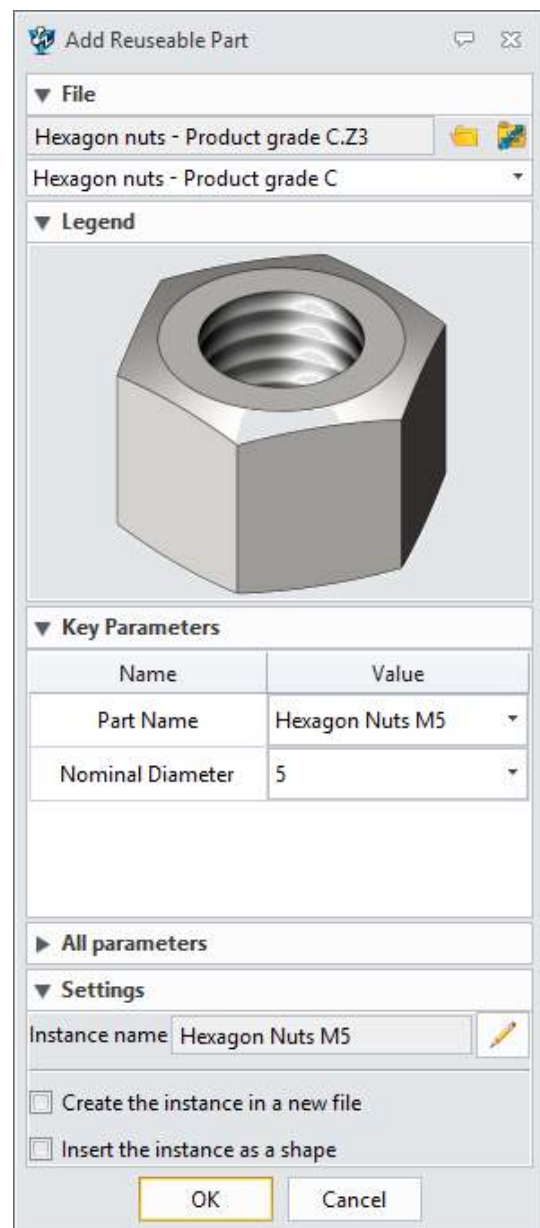 Add Reuseable Part
File
Hexagon nuts - Product grade C.Z3
Hexagon nuts - Product grade C
Legend
Key Parameters
Name Value
Part Name Hexagon Nuts M5
Nominal Diameter 5
All parameters
Settings
Instance name Hexagon Nuts M5
Create the instance in a new file
Insert the instance as a shape
OK Cancel